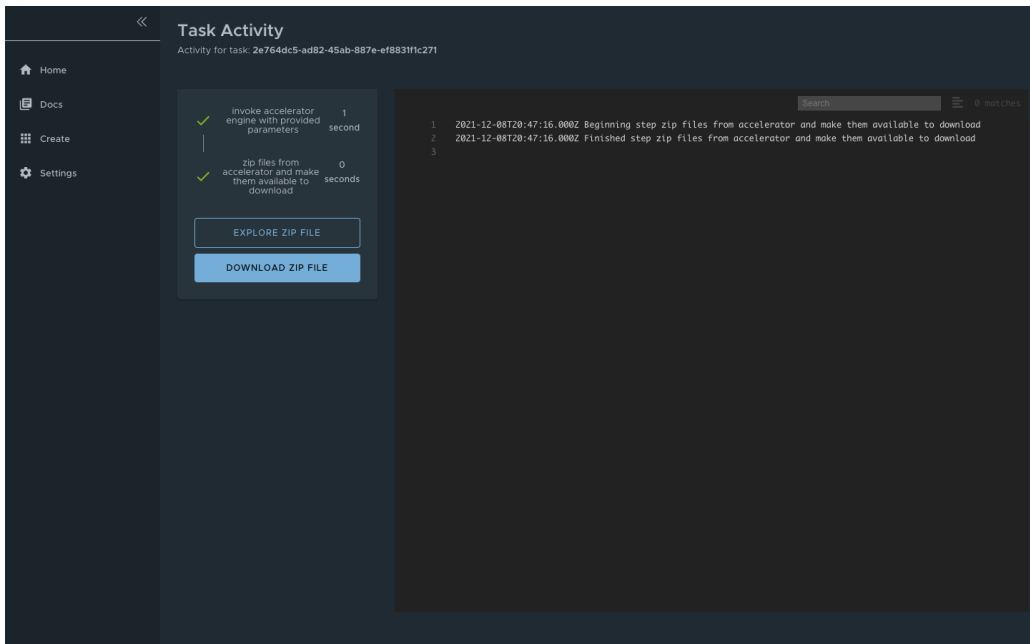 Task Activity
Activity for task: 2e764dc5-ad82-45ab-887e-ef8831f1c271
Home
Docs
Create
Settings
invoke accelerator
engine with provided
parameters
1
second
zip files from
accelerator and make
them available to
download
0
seconds
EXPLORE ZIP FILE
DOWNLOAD ZIP FILE
Search
0 matches
1 2021-12-08T20:47:16.000Z Beginning step zip files from accelerator and make them available to download
2 2021-12-08T20:47:16.000Z Finished step zip files from accelerator and make them available to download
3